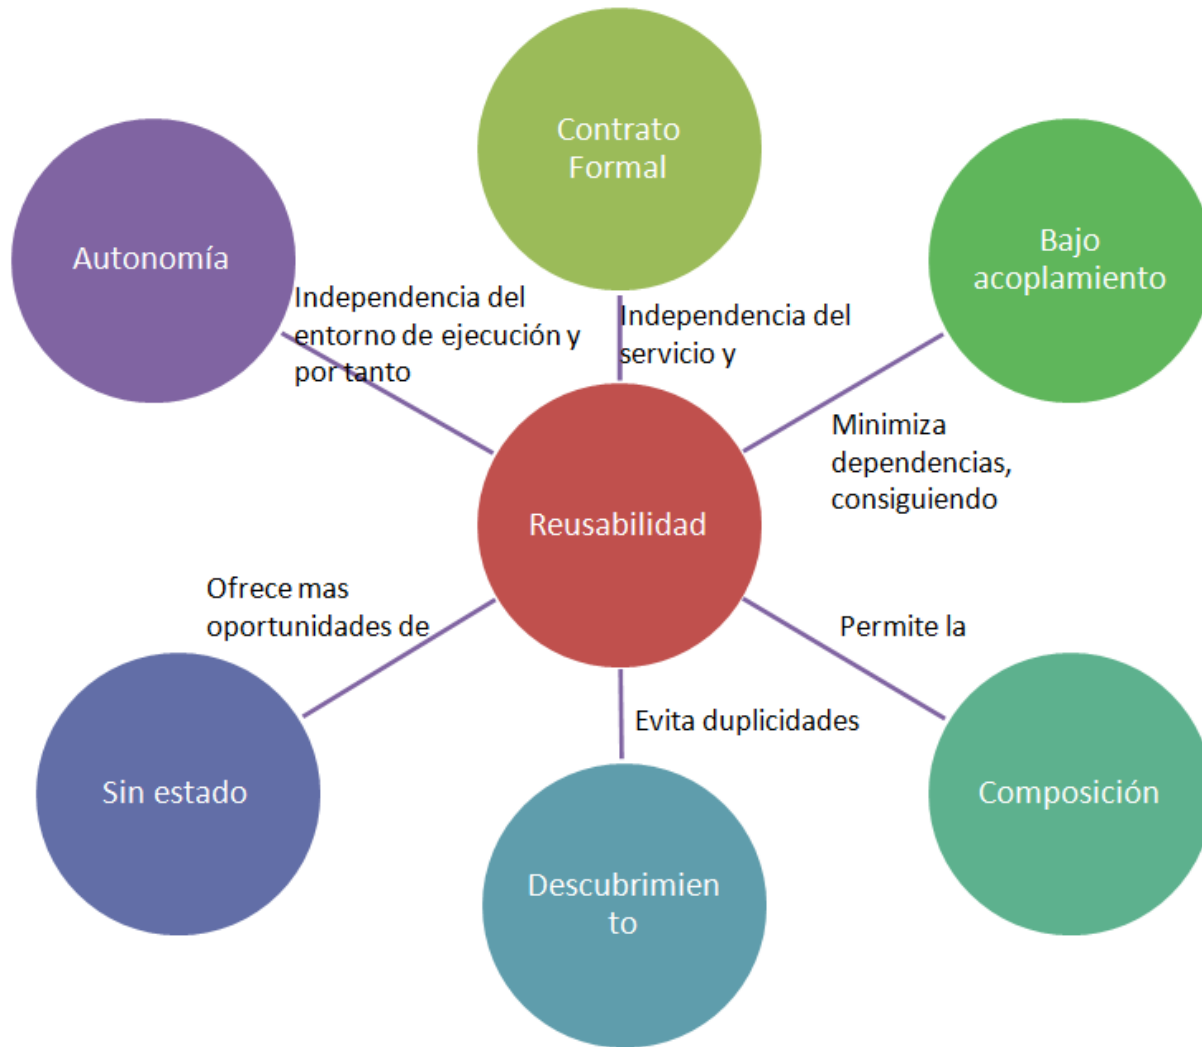 Contrato
Formal
Autonomía
Bajo
acoplamiento
Independencia del
entorno de ejecución y
por tanto
Independencia del
servicio y
Minimiza
dependencias,
consiguiendo
Reusabilidad
Ofrece mas
oportunidades de
Permite la
Evita duplicidades
Sin estado
Composición
Descubrimien
to